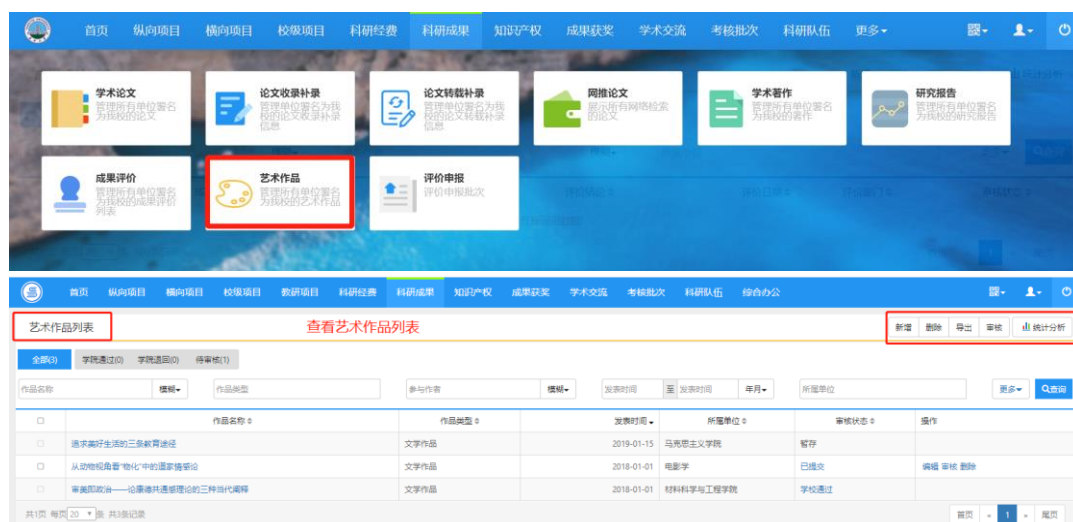 首页 纵向项目 横向项目 校级项目 科研经费 科研成果 知识产权 成果获奖 学术交流 考核批次 科研队伍 更多
统计分析
学术论文 论文收录补录 论文转载补录 网推论文 学术著作 研究报告
管理所有单位署名 管理单位署名为我 管理单位署名为我 展示所有网络检索 管理所有单位署名 管理所有单位署名
为我校的论文 校的论文收录补录 校的论文转载补录 的论文 为我校的著作 为我校的研究报告
信息 信息
查询
成果评价 艺术作品 评价申报
管理所有单位署名 管理所有单位署名 评价申报批次
为我校的成果评价 为我校的艺术作品
列表
首页 纵向项目 横向项目 校级项目 教研项目 科研经费 科研成果 知识产权 成果获奖 学术交流 考核批次 科研队伍 综合办公
艺术作品列表 查看艺术作品列表 新增 删除 导出 审核 统计分析
全部(3) 学院通过(0) 学院退回(0) 待审核(1)
作品名称 模糊 作品类型 参与作者 模糊 发表时间 至 发表时间 年月 所属单位 更多 查询
作品名称 作品类型 发表时间 所属单位 审核状态 操作
追求美好生活的三条教育途径 文学作品 2019-01-15 马克思主义学院 暂存
从动物视角看"物化"中的道家情感论 文学作品 2018-01-01 电影学 已提交 编辑 审核 删除
审美即政治——论康德共通感理论的三种当代阐释 文学作品 2018-01-01 材料科学与工程学院 学校通过
共1页 每页 20 条 共3条记录 首页 « 1 » 尾页